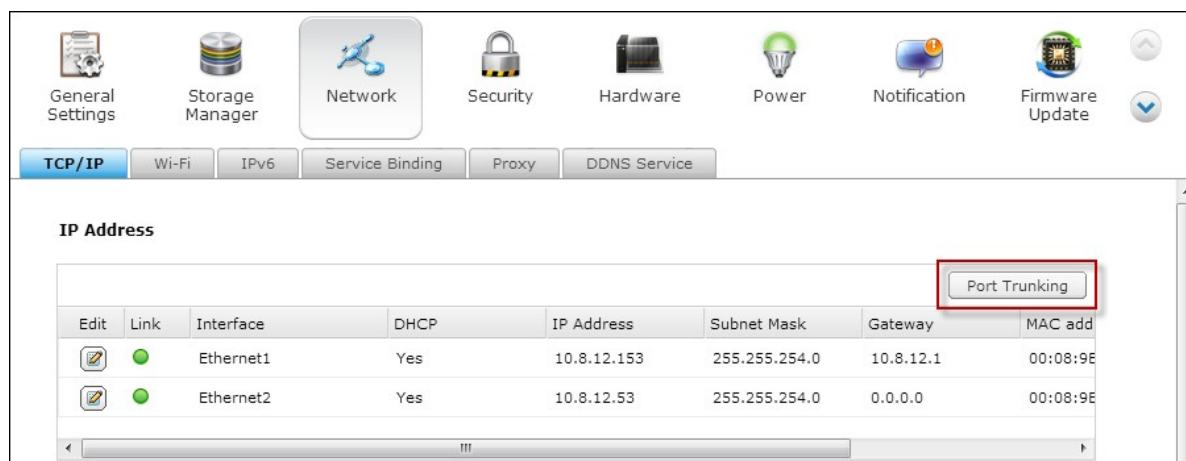 General Settings
Storage Manager
Network
Security
Hardware
Power
Notification
Firmware Update
TCP/IP Wi-Fi IPv6 Service Binding Proxy DDNS Service
IP Address
Port Trunking
Edit Link Interface DHCP IP Address Subnet Mask Gateway MAC add
Ethernet1 Yes 10.8.12.153 255.255.254.0 10.8.12.1 00:08:9E
Ethernet2 Yes 10.8.12.53 255.255.254.0 0.0.0.0 00:08:9E